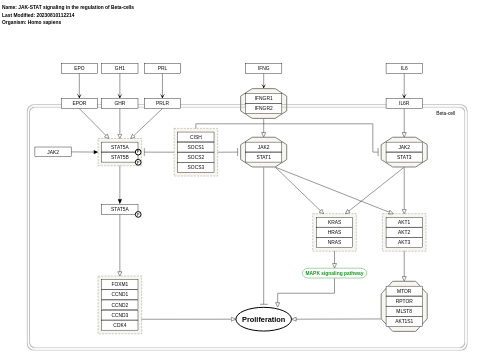 Name: JAK-STAT signaling in the regulation of Beta-cells
Last Modified: 20230810112214
Organism: Homo sapiens
EPO
GH1
PRL
IFNG
IL6
EPOR
GHR
PRLR
IFNGR1
IFNGR2
IL6R
Beta-cell
JAK2
STAT5A
STAT5B
P
P
CISH
SOCS1
SOCS2
SOCS3
JAK2
STAT1
JAK2
STAT3
STAT5A
P
KRAS
HRAS
NRAS
AKT1
AKT2
AKT3
MAPK signaling pathway
FOXM1
CCND1
CCND2
CCND3
CDK4
Proliferation
MTOR
RPTOR
MLST8
AKT1S1